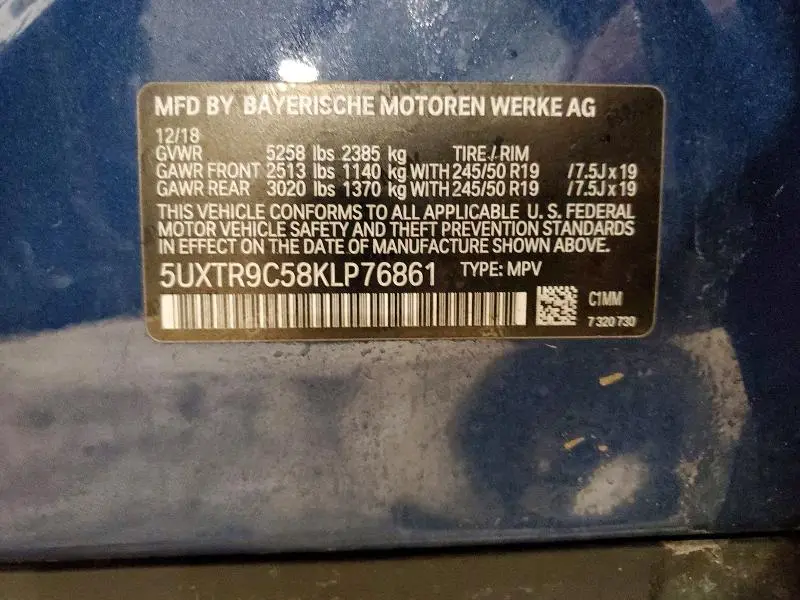 MFD BY BAYERISCHE MOTOREN WERKE AG
12/18
GVWR 5258 lbs 2385 kg TIRE / RIM
GAWR FRONT 2513 lbs 1140 kg WITH 245/50 R19 /7.5J x 19
GAWR REAR 3020 lbs 1370 kg WITH 245/50 R19 /7.5J x 19
THIS VEHICLE CONFORMS TO ALL APPLICABLE U. S. FEDERAL
MOTOR VEHICLE SAFETY AND THEFT PREVENTION STANDARDS
IN EFFECT ON THE DATE OF MANUFACTURE SHOWN ABOVE.
5UXTR9C58KLP76861 TYPE: MPV
C1MM
7 320 730